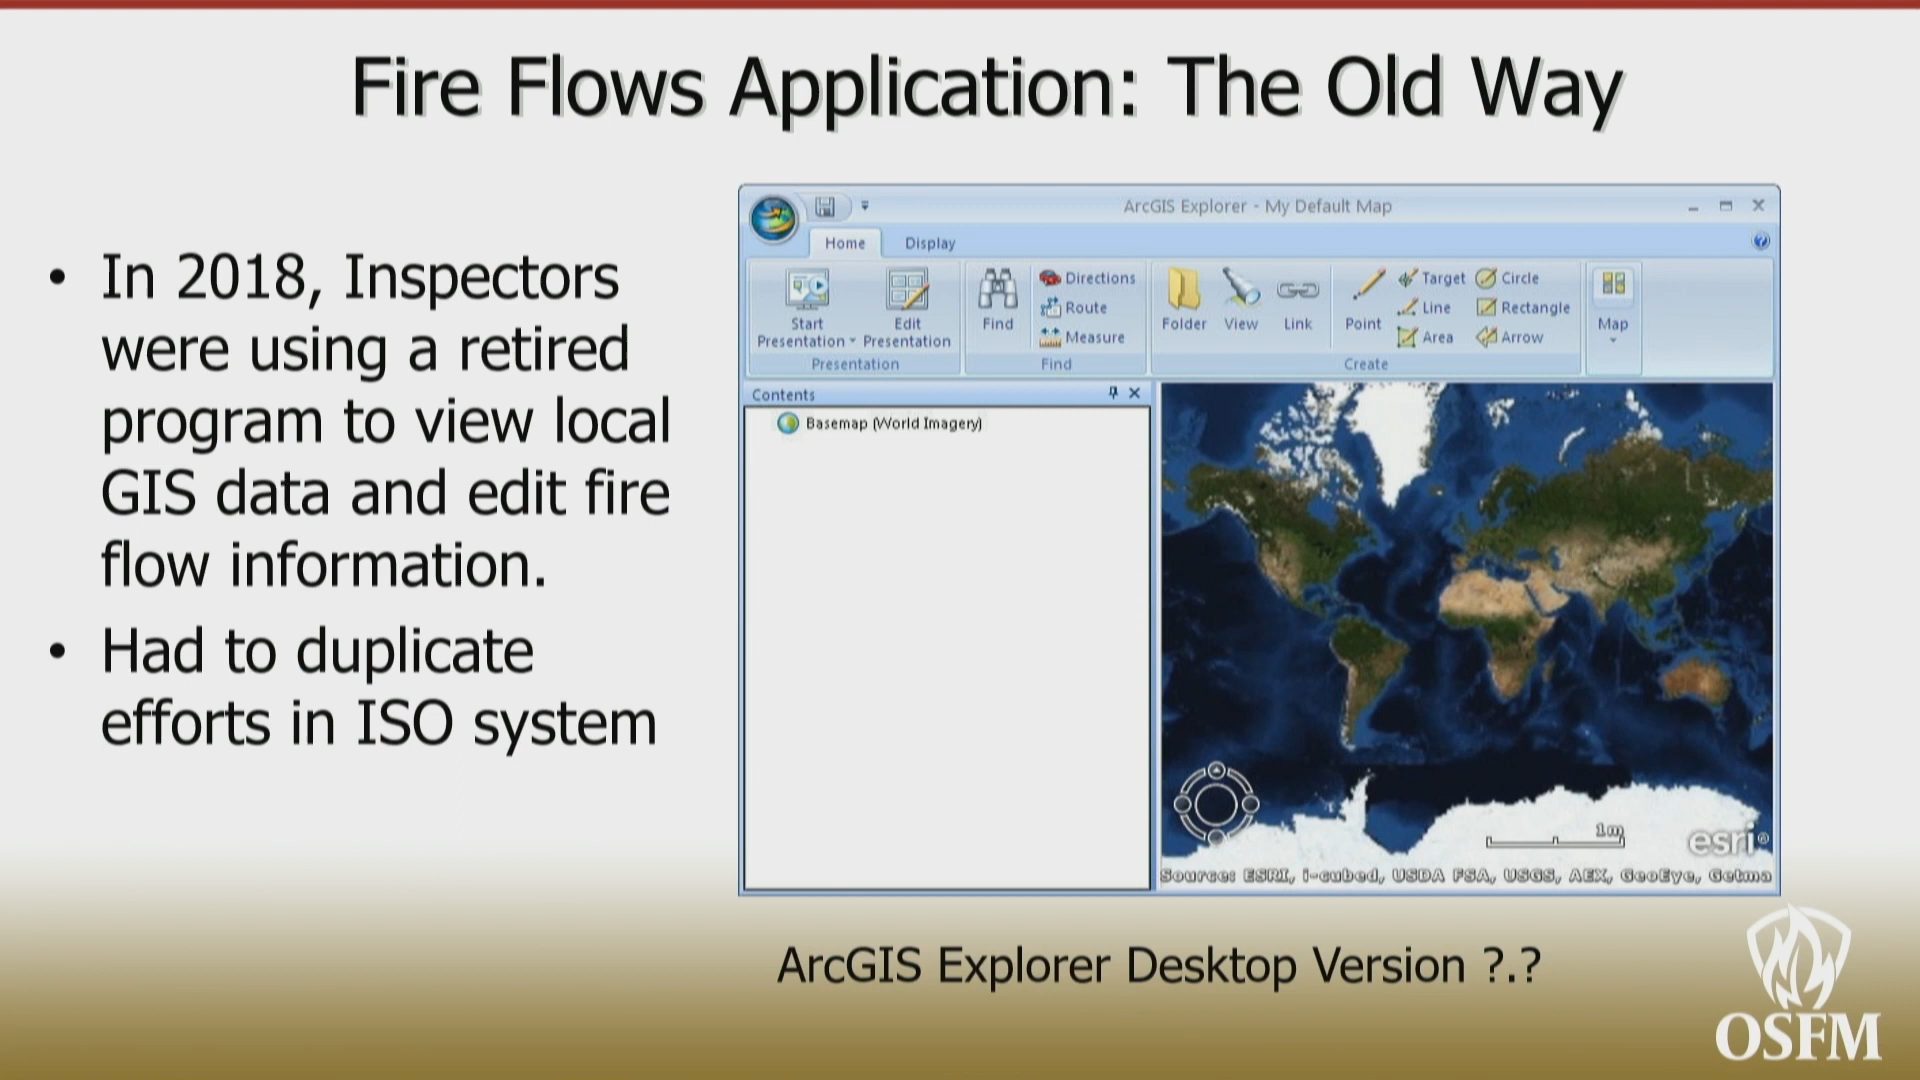 Fire Flows Application: The Old Way
• In 2018, Inspectors
were using a retired
program to view local
GIS data and edit fire
flow information.
• Had to duplicate
efforts in ISO system
ArcGIS Explorer - My Default Map
Home Display
Start Presentation
Edit Presentation
Presentation
Find
Directions
Route
Measure
Find
Folder View Link
Point
Target Circle
Line Rectangle
Area Arrow
Create
Map
Contents
Basemap (World Imagery)
esri
Source: ESRI, i-cubed, USDA FSA, USGS, AEX, GeoEye, Getma
ArcGIS Explorer Desktop Version ?.?
OSFM